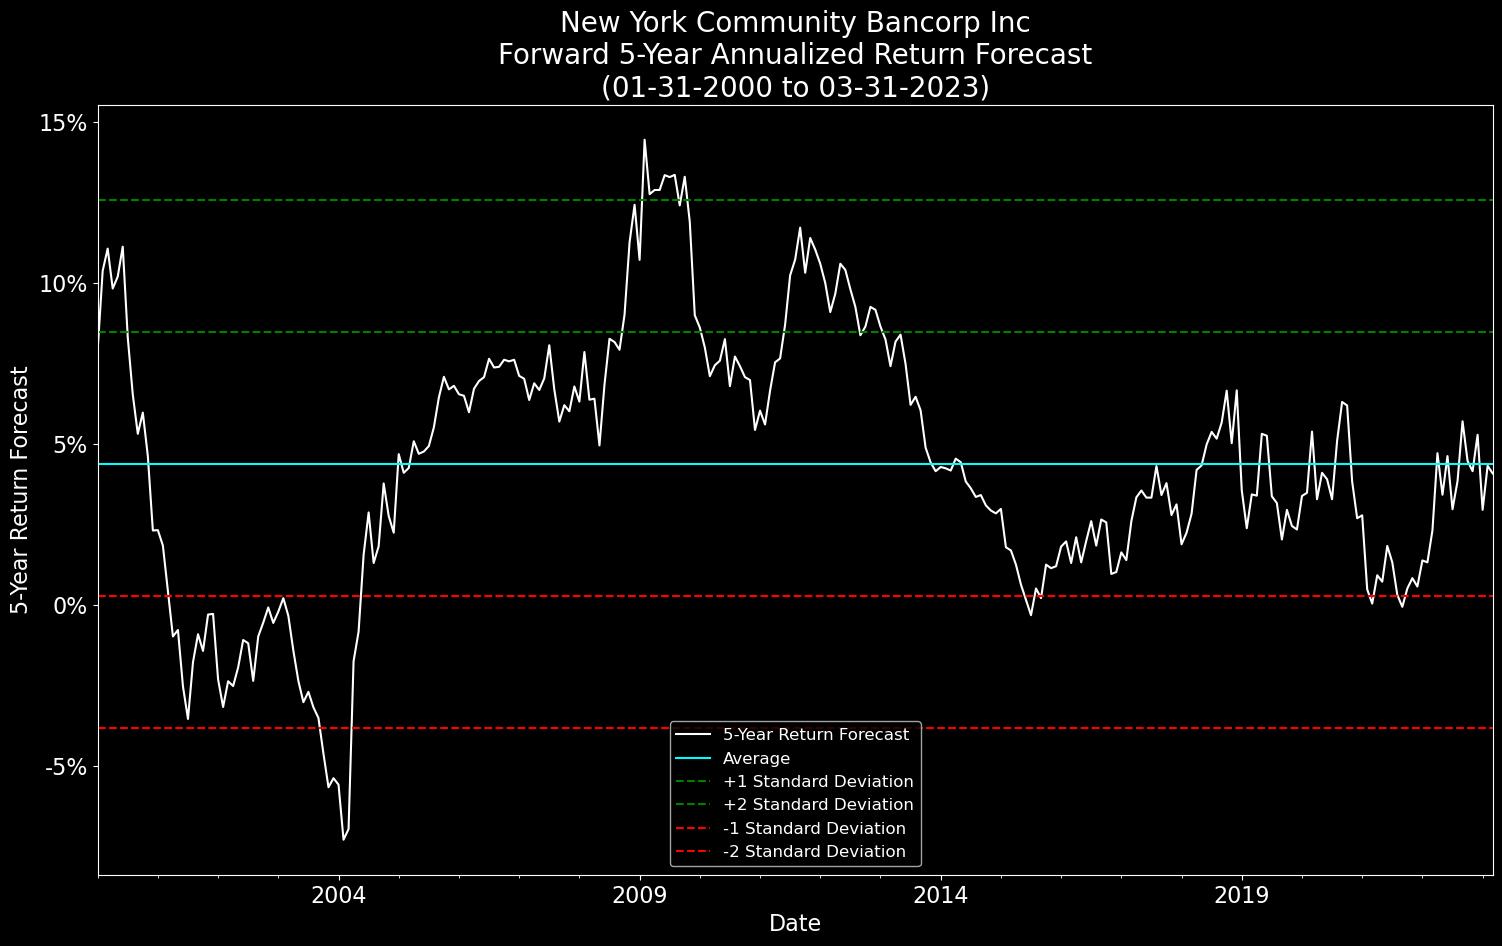 New York Community Bancorp Inc
Forward 5-Year Annualized Return Forecast
(01-31-2000 to 03-31-2023)
15%
10%
5%
0%
-5%
5-Year Return Forecast
5-Year Return Forecast
Average
+1 Standard Deviation
+2 Standard Deviation
-1 Standard Deviation
-2 Standard Deviation
2004
2009
2014
2019
Date